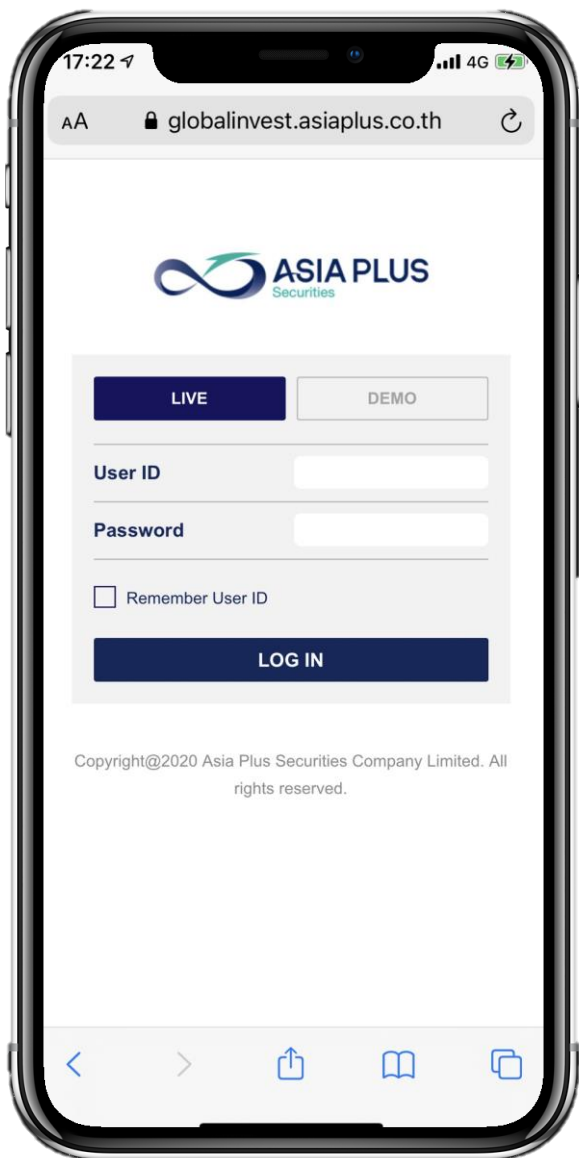 17:22
4G
AA globalinvest.asiaplus.co.th
ASIA PLUS
Securities
LIVE DEMO
User ID
Password
Remember User ID
LOG IN
Copyright@2020 Asia Plus Securities Company Limited. All
rights reserved.